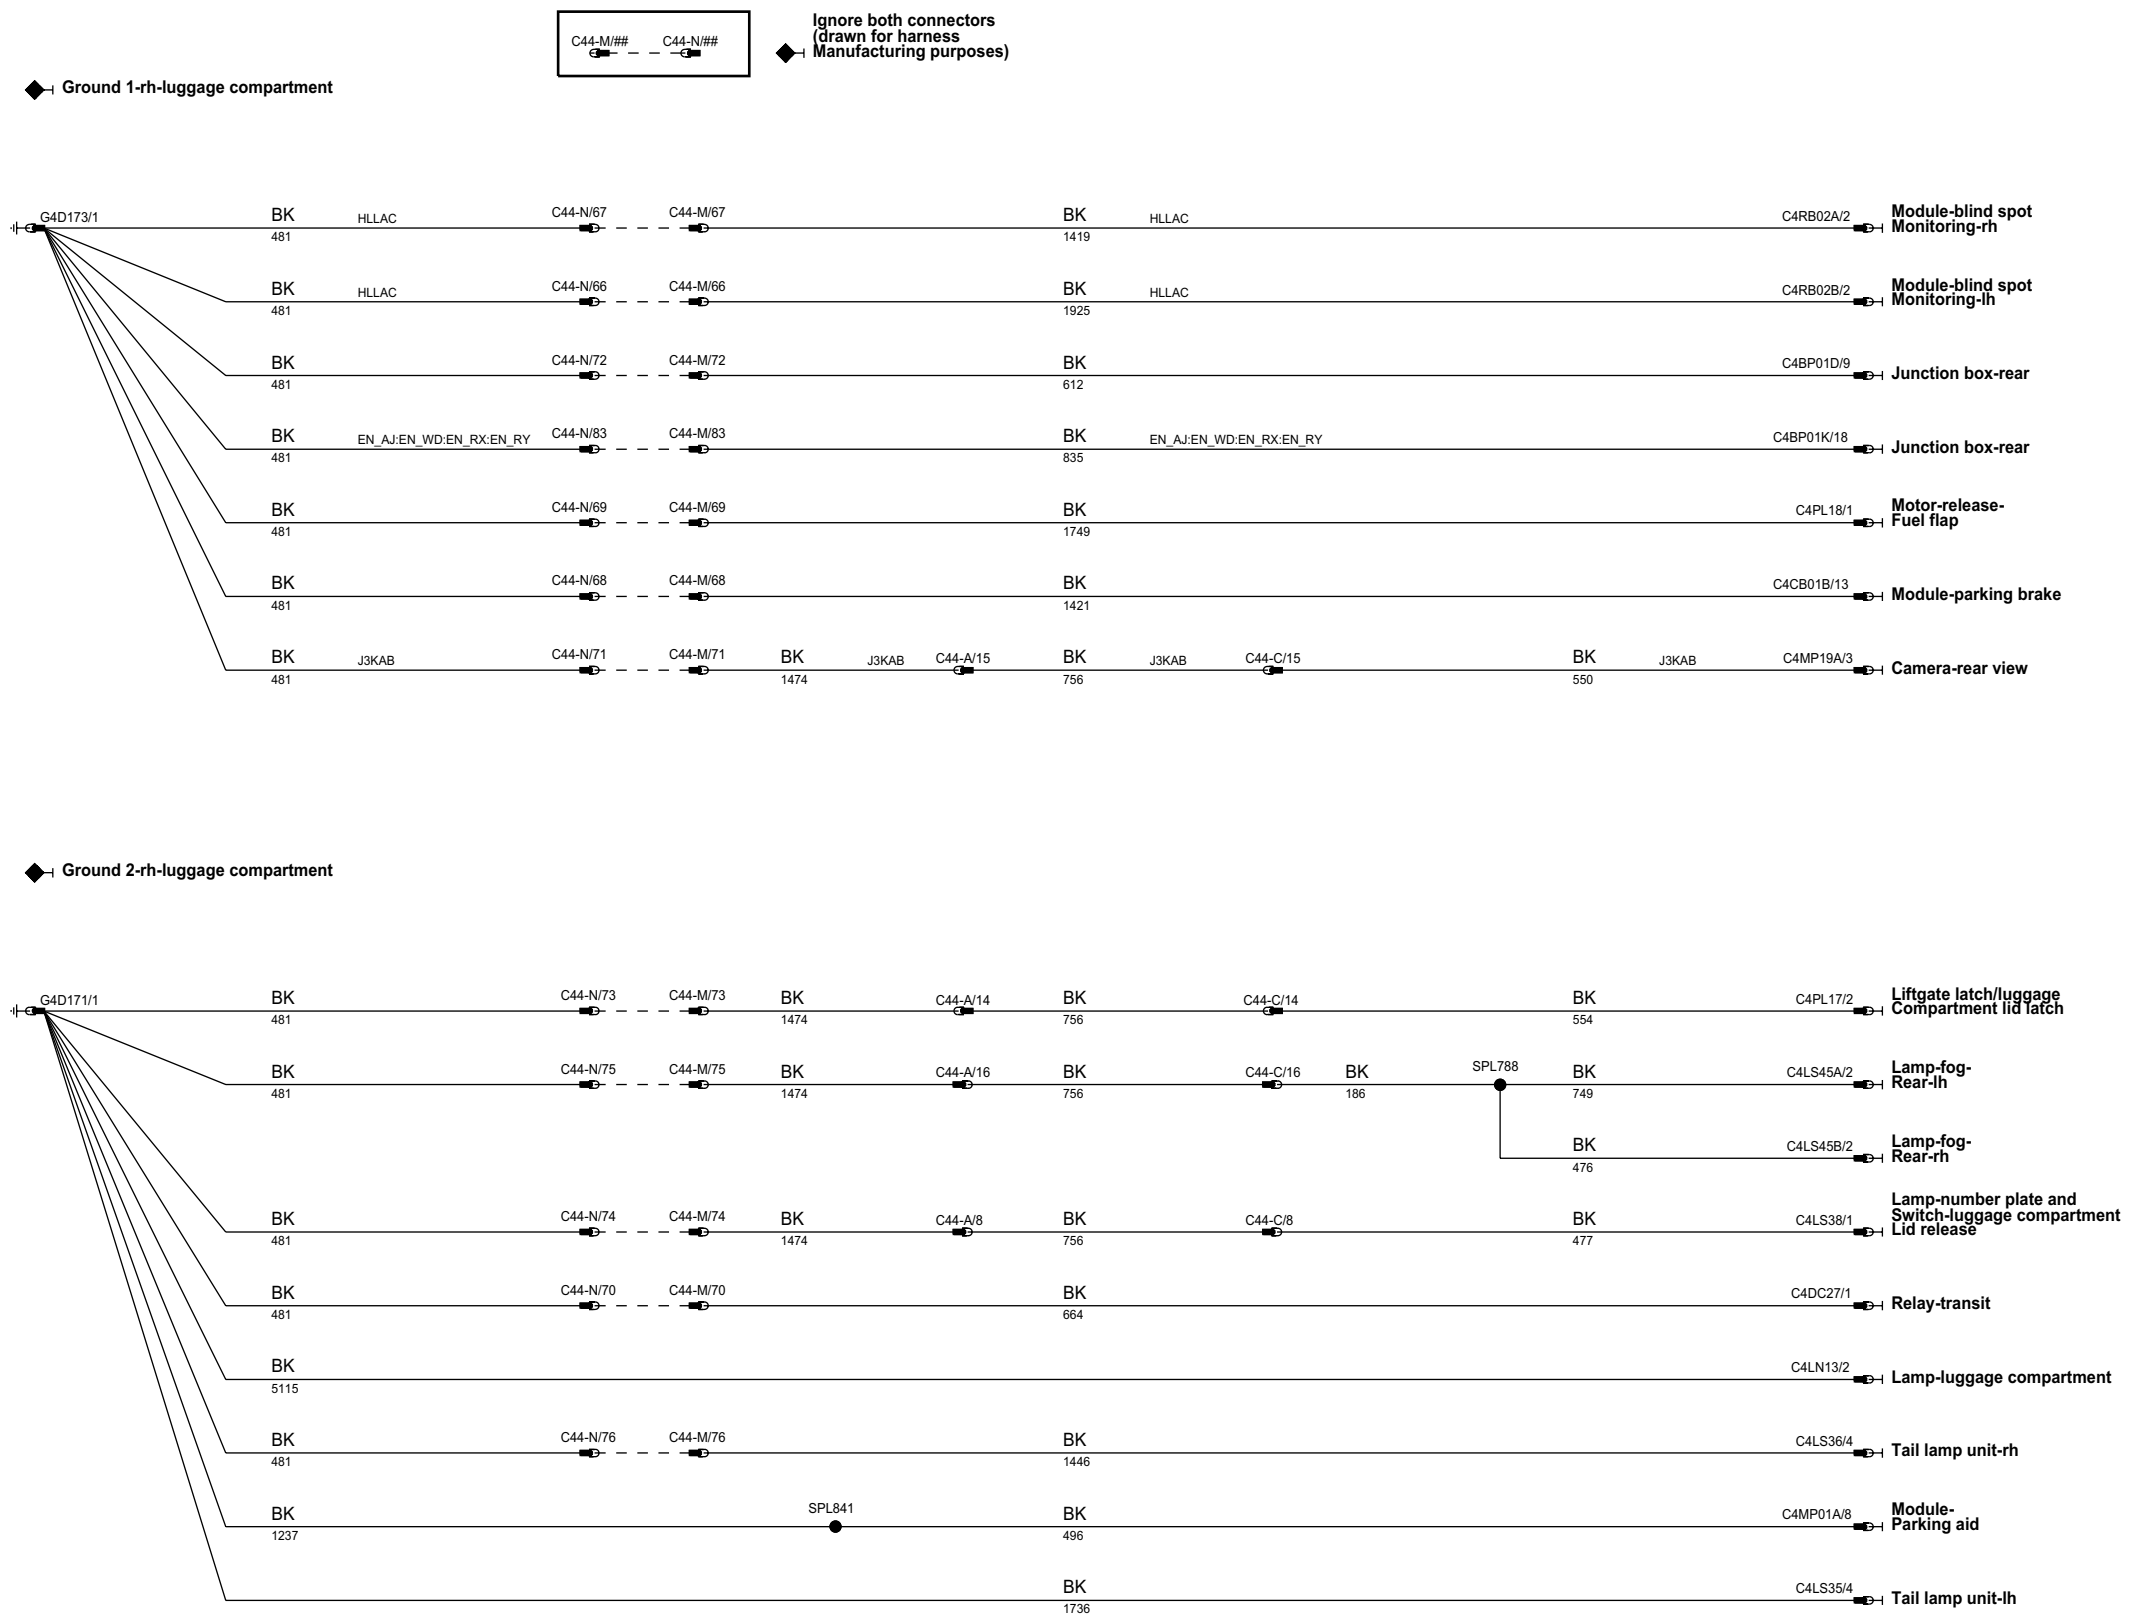 Ignore both connectors
(drawn for harness
Manufacturing purposes)
C44-M/## C44-N/##
Ground 1-rh-luggage compartment
G4D173/1 BK HLLAC C44-N/67 C44-M/67 BK HLLAC C4RB02A/2 Module-blind spot
481 1419 Monitoring-rh
BK HLLAC C44-N/66 C44-M/66 BK HLLAC C4RB02B/2 Module-blind spot
481 1925 Monitoring-lh
BK C44-N/72 C44-M/72 BK C4BP01D/9 Junction box-rear
481 612
BK EN_AJ:EN_WD:EN_RX:EN_RY C44-N/83 C44-M/83 BK EN_AJ:EN_WD:EN_RX:EN_RY C4BP01K/18 Junction box-rear
481 835
BK C44-N/69 C44-M/69 BK C4PL18/1 Motor-release-
481 1749 Fuel flap
BK C44-N/68 C44-M/68 BK C4CB01B/13 Module-parking brake
481 1421
BK J3KAB C44-N/71 C44-M/71 BK J3KAB C44-A/15 BK J3KAB C44-C/15 BK J3KAB C4MP19A/3 Camera-rear view
481 1474 756 550
Ground 2-rh-luggage compartment
G4D171/1 BK C44-N/73 C44-M/73 BK C44-A/14 BK C44-C/14 BK C4PL17/2 Liftgate latch/luggage
481 1474 756 554 Compartment lid latch
BK C44-N/75 C44-M/75 BK C44-A/16 BK C44-C/16 BK SPL788 BK C4LS45A/2 Lamp-fog-
481 1474 756 186 749 Rear-lh
BK C4LS45B/2 Lamp-fog-
476 Rear-rh
Lamp-number plate and
BK C44-N/74 C44-M/74 BK C44-A/8 BK C44-C/8 BK C4LS38/1 Switch-luggage compartment
481 1474 756 477 Lid release
BK C44-N/70 C44-M/70 BK C4DC27/1 Relay-transit
481 664
BK C4LN13/2 Lamp-luggage compartment
5115
BK C44-N/76 C44-M/76 BK C4LS36/4 Tail lamp unit-rh
481 1446
BK SPL841 BK C4MP01A/8 Module-
1237 496 Parking aid
BK C4LS35/4 Tail lamp unit-lh
1736